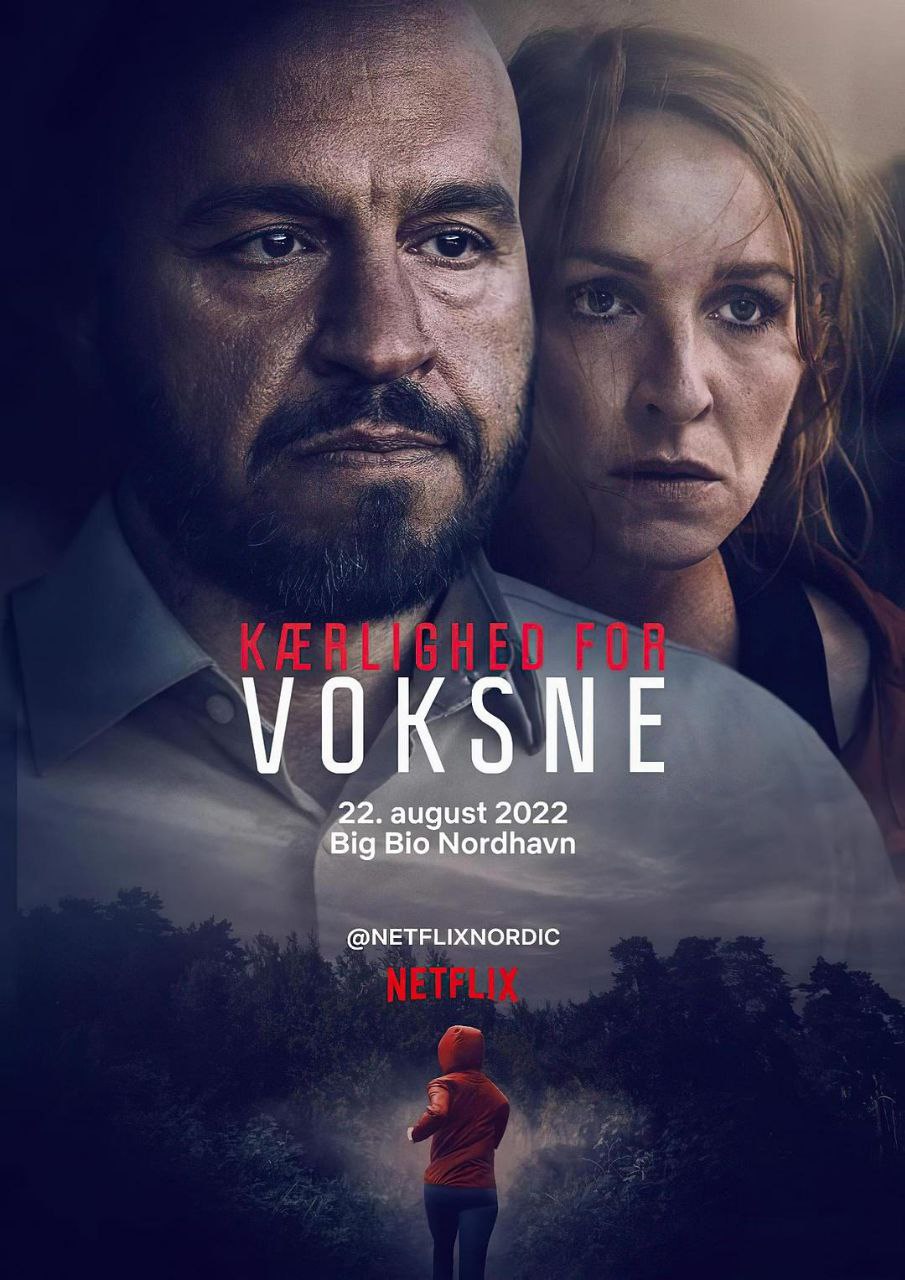 KÆRLIGHED FOR
VOKSNE
22. august 2022
Big Bio Nordhavn
@NETFLIXNORDIC
NETFLIX